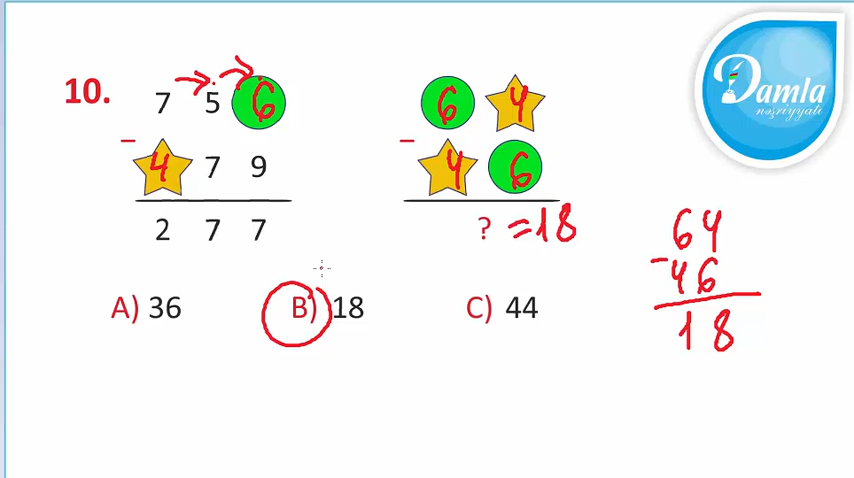 10. 7 5 6
6 4
Damla
nəşriyyatı
− 4 7 9
− 4 6
2 7 7
? = 18
64
− 46
18
A) 36 B) 18 C) 44